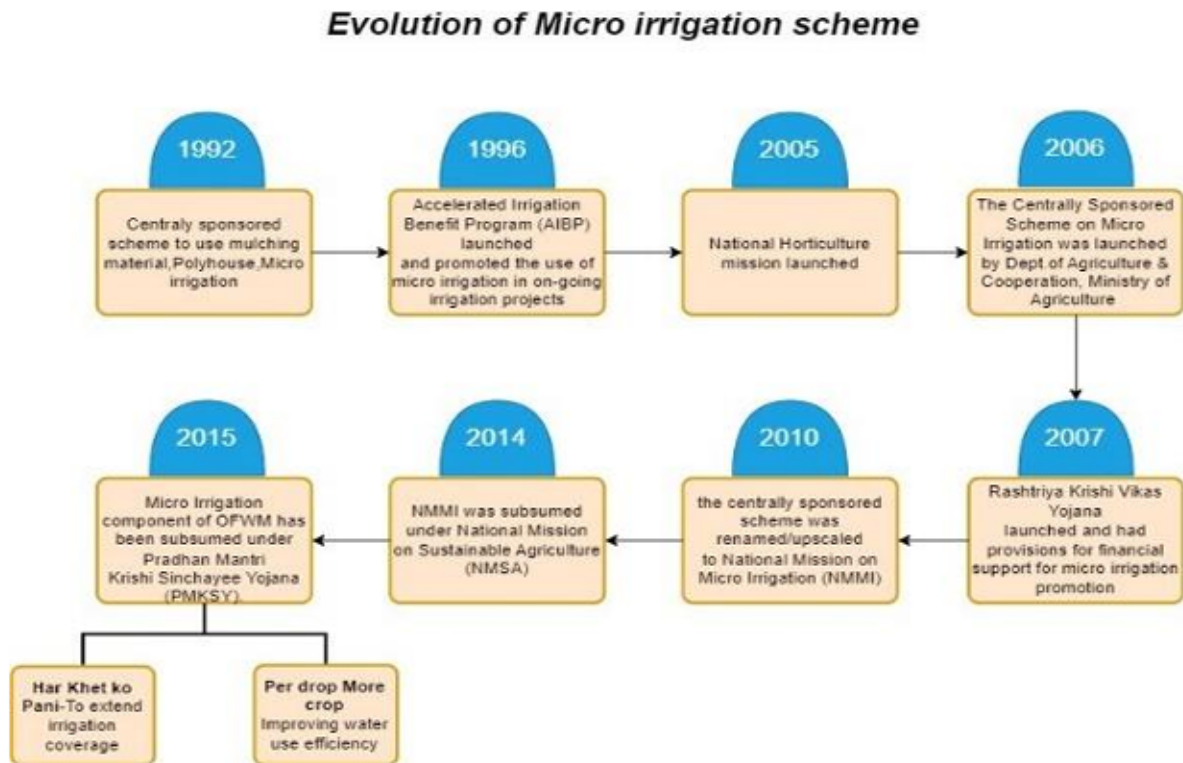 Evolution of Micro irrigation scheme
1992
Centraly sponsored
scheme to use mulching
material,Polyhouse,Micro
irrigation
1996
Accelerated Irrigation
Benefit Program (AIBP)
launched
and promoted the use of
micro irrigation in on-going
irrigation projects
2005
National Horticulture
mission launched
2006
The Centrally Sponsored
Scheme on Micro
Irrigation was launched
by Dept.of Agriculture &
Cooperation, Ministry of
Agriculture
2007
Rashtriya Krishi Vikas
Yojana
launched and had
provisions for financial
support for micro irrigation
promotion
2010
the centrally sponsored
scheme was
renamed/upscaled
to National Mission on
Micro Irrigation (NMMI)
2014
NMMI was subsumed
under National Mission
on Sustainable Agriculture
(NMSA)
2015
Micro Irrigation
component of OFWM has
been subsumed under
Pradhan Mantri
Krishi Sinchayee Yojana
(PMKSY).
Har Khet ko
Pani-To extend
irrigation
coverage
Per drop More
crop
Improving water
use efficiency